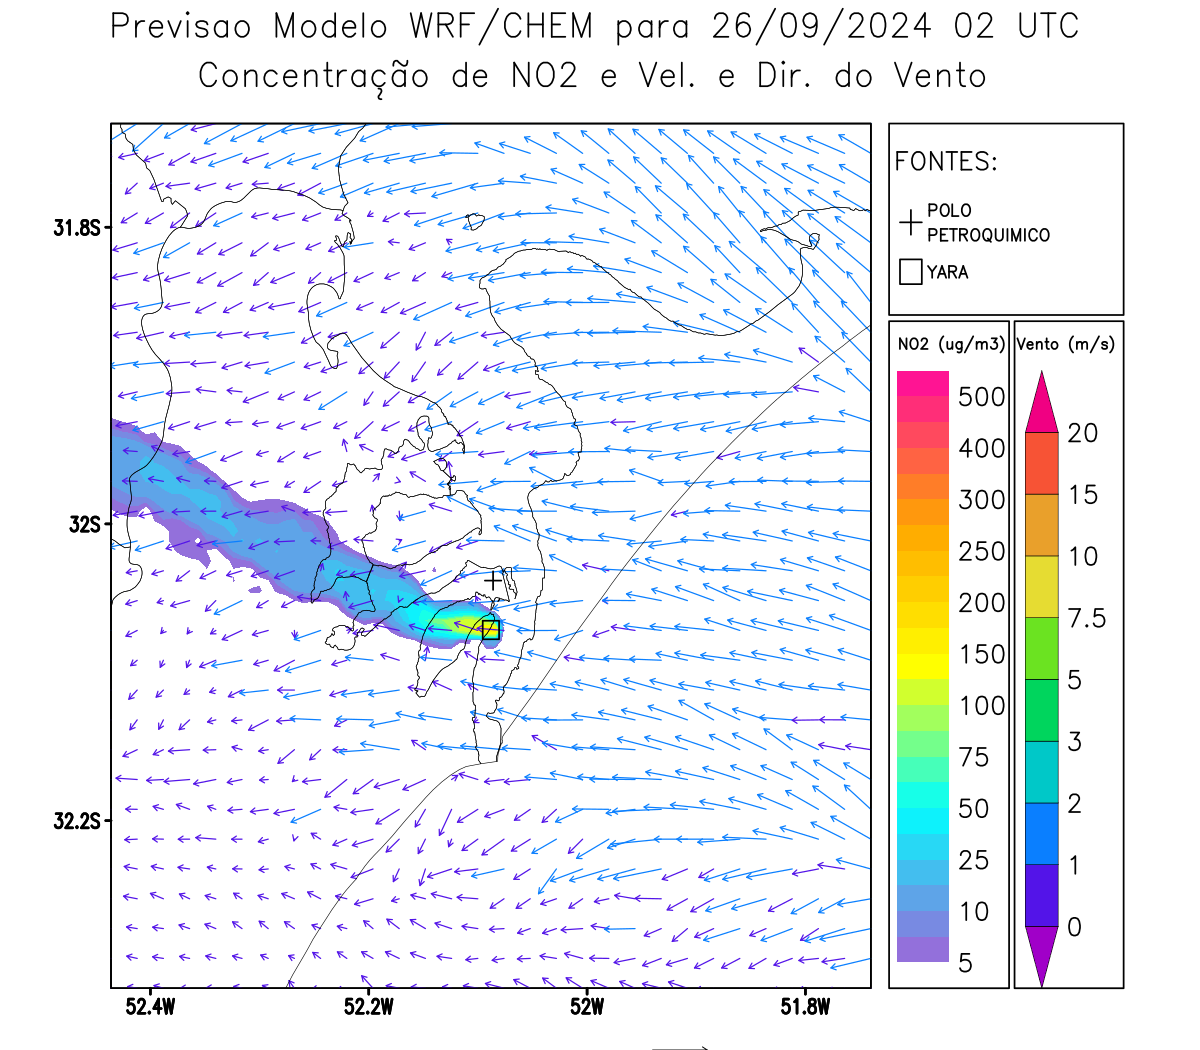 Previsao Modelo WRF/CHEM para 26/09/2024 02 UTC
Concentração de NO2 e Vel. e Dir. do Vento
FONTES:
POLO
PETROQUIMICO
YARA
31.8S
32S
32.2S
52.4W
52.2W
52W
51.8W
NO2 (ug/m3)
500
400
300
250
200
150
100
75
50
25
10
5
Vento (m/s)
20
15
10
7.5
5
3
2
1
0